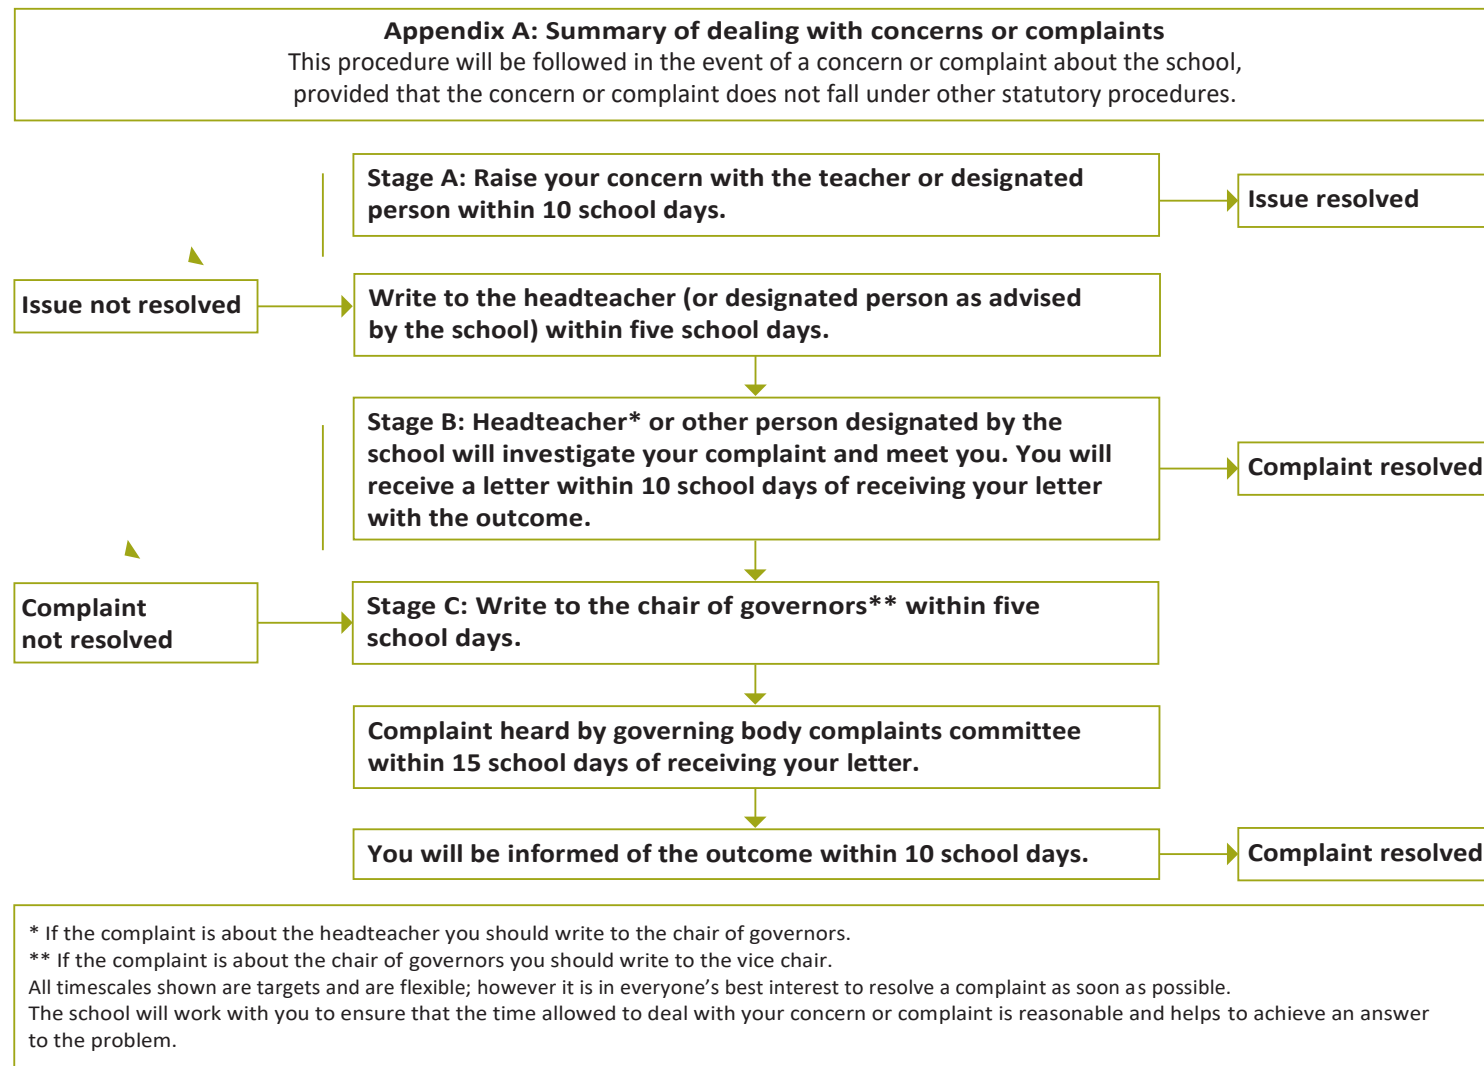 Appendix A: Summary of dealing with concerns or complaints
This procedure will be followed in the event of a concern or complaint about the school,
provided that the concern or complaint does not fall under other statutory procedures.
Stage A: Raise your concern with the teacher or designated
person within 10 school days.
Issue resolved
Issue not resolved
Write to the headteacher (or designated person as advised
by the school) within five school days.
Stage B: Headteacher* or other person designated by the
school will investigate your complaint and meet you. You will
receive a letter within 10 school days of receiving your letter
with the outcome.
Complaint resolved
Complaint
not resolved
Stage C: Write to the chair of governors** within five
school days.
Complaint heard by governing body complaints committee
within 15 school days of receiving your letter.
You will be informed of the outcome within 10 school days.
Complaint resolved
* If the complaint is about the headteacher you should write to the chair of governors.
** If the complaint is about the chair of governors you should write to the vice chair.
All timescales shown are targets and are flexible; however it is in everyone’s best interest to resolve a complaint as soon as possible.
The school will work with you to ensure that the time allowed to deal with your concern or complaint is reasonable and helps to achieve an answer
to the problem.